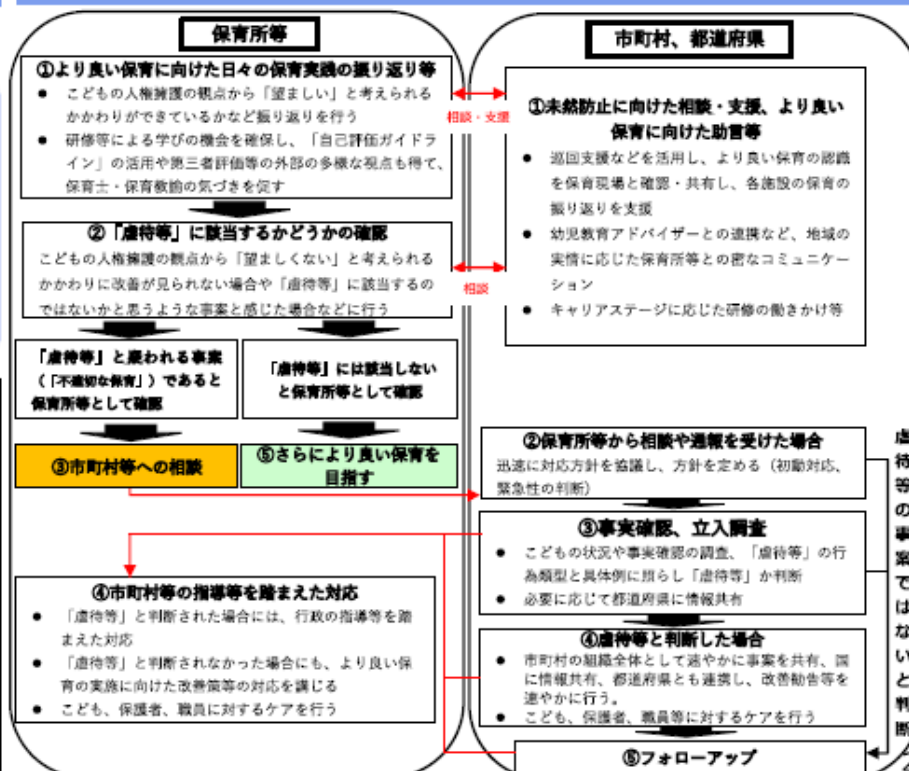 保育所等
①より良い保育に向けた日々の保育実践の振り返り等
● こどもの人権擁護の観点から「望ましい」と考えられる
かかわりができているかなど振り返りを行う
● 研修等による学びの機会を確保し、「自己評価ガイドラ
イン」の活用や第三者評価等の外部の多様な視点も得て、
保育士・保育教諭の気づきを促す
②「虐待等」に該当するかどうかの確認
こどもの人権擁護の観点から「望ましくない」と考えられる
かかわりに改善が見られない場合や「虐待等」に該当するの
ではないかと思うような事案と感じた場合などに行う
「虐待等」と疑われる事案
（「不適切な保育」）であると
保育所等として確認
「虐待等」には該当しない
と保育所等として確認
③市町村等への相談
⑤さらにより良い保育を
目指す
④市町村等の指導等を踏まえた対応
● 「虐待等」と判断された場合には、行政の指導等を踏
まえた対応
● 「虐待等」と判断されなかった場合にも、より良い保
育の実施に向けた改善策等の対応を講じる
● こども、保護者、職員に対するケアを行う
相談・支援
相談
市町村、都道府県
①未然防止に向けた相談・支援、より良い
保育に向けた助言等
● 巡回支援などを活用し、より良い保育の認識
を保育現場と確認・共有し、各施設の保育の
振り返りを支援
● 幼児教育アドバイザーとの連携など、地域の
実情に応じた保育所等との密なコミュニケー
ション
● キャリアステージに応じた研修の働きかけ等
②保育所等から相談や通報を受けた場合
迅速に対応方針を協議し、方針を定める（初動対応、
緊急性の判断）
③事実確認、立入調査
● こどもの状況や事実確認の調査、「虐待等」の行
為類型と具体例に照らし「虐待等」か判断
● 必要に応じて都道府県に情報共有
④虐待等と判断した場合
● 市町村の組織全体として速やかに事案を共有、国
に情報共有、都道府県とも連携し、改善勧告等を
速やかに行う。
● こども、保護者、職員等に対するケアを行う
⑤フォローアップ
虐待等の事案ではないと判断